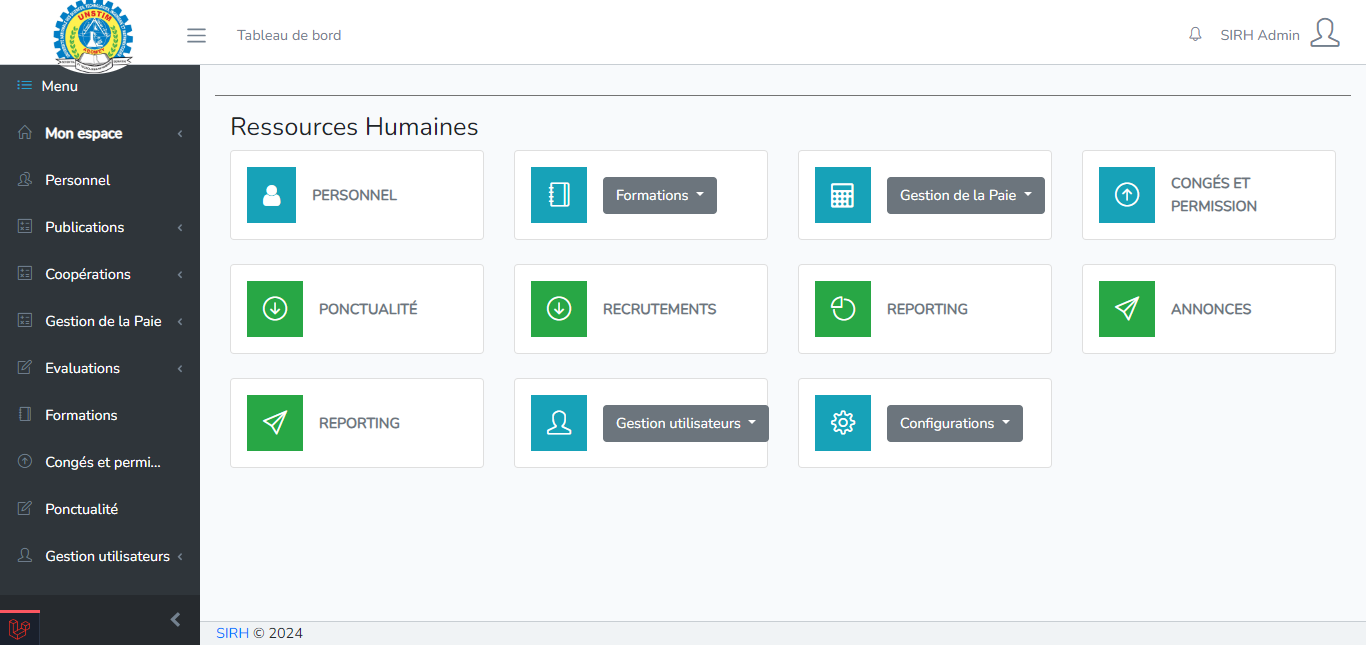 UNSTIM
Tableau de bord
SIRH Admin
Menu
Mon espace
Personnel
Publications
Coopérations
Gestion de la Paie
Evaluations
Formations
Congés et permi...
Ponctualité
Gestion utilisateurs
Ressources Humaines
PERSONNEL
Formations
Gestion de la Paie
CONGÉS ET
PERMISSION
PONCTUALITÉ
RECRUTEMENTS
REPORTING
ANNONCES
REPORTING
Gestion utilisateurs
Configurations
SIRH © 2024